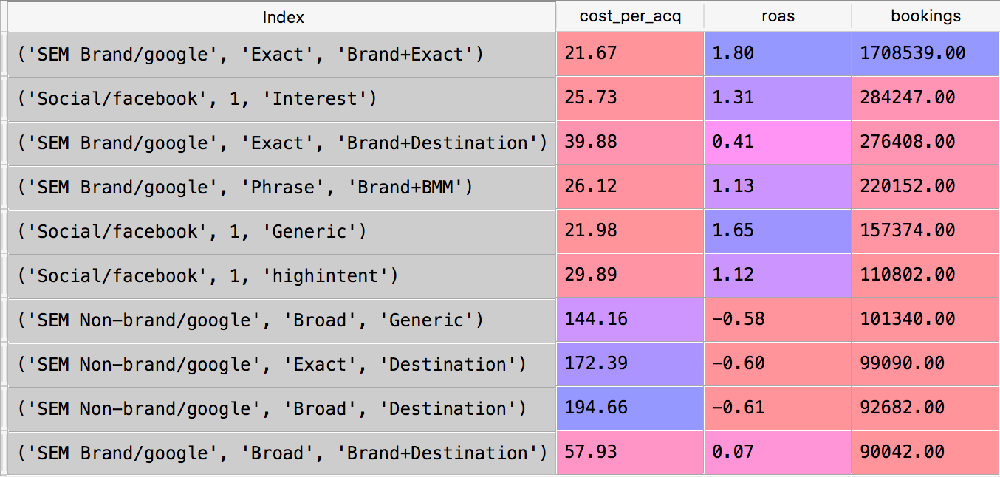 Index cost_per_acq roas bookings
('SEM Brand/google', 'Exact', 'Brand+Exact') 21.67 1.80 1708539.00
('Social/facebook', 1, 'Interest') 25.73 1.31 284247.00
('SEM Brand/google', 'Exact', 'Brand+Destination') 39.88 0.41 276408.00
('SEM Brand/google', 'Phrase', 'Brand+BMM') 26.12 1.13 220152.00
('Social/facebook', 1, 'Generic') 21.98 1.65 157374.00
('Social/facebook', 1, 'highintent') 29.89 1.12 110802.00
('SEM Non-brand/google', 'Broad', 'Generic') 144.16 -0.58 101340.00
('SEM Non-brand/google', 'Exact', 'Destination') 172.39 -0.60 99090.00
('SEM Non-brand/google', 'Broad', 'Destination') 194.66 -0.61 92682.00
('SEM Brand/google', 'Broad', 'Brand+Destination') 57.93 0.07 90042.00